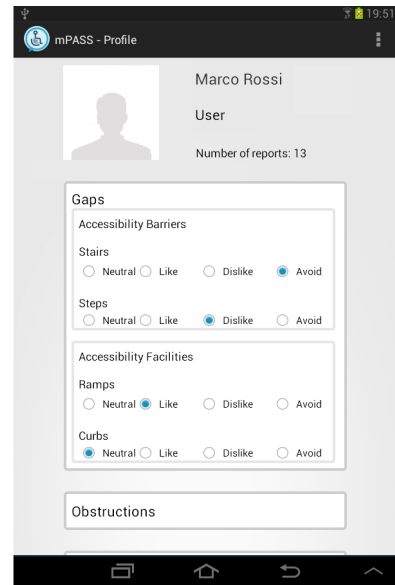 19:51
mPASS - Profile
Marco Rossi
User
Number of reports: 13
Gaps
Accessibility Barriers
Stairs
Neutral Like Dislike Avoid
Steps
Neutral Like Dislike Avoid
Accessibility Facilities
Ramps
Neutral Like Dislike Avoid
Curbs
Neutral Like Dislike Avoid
Obstructions